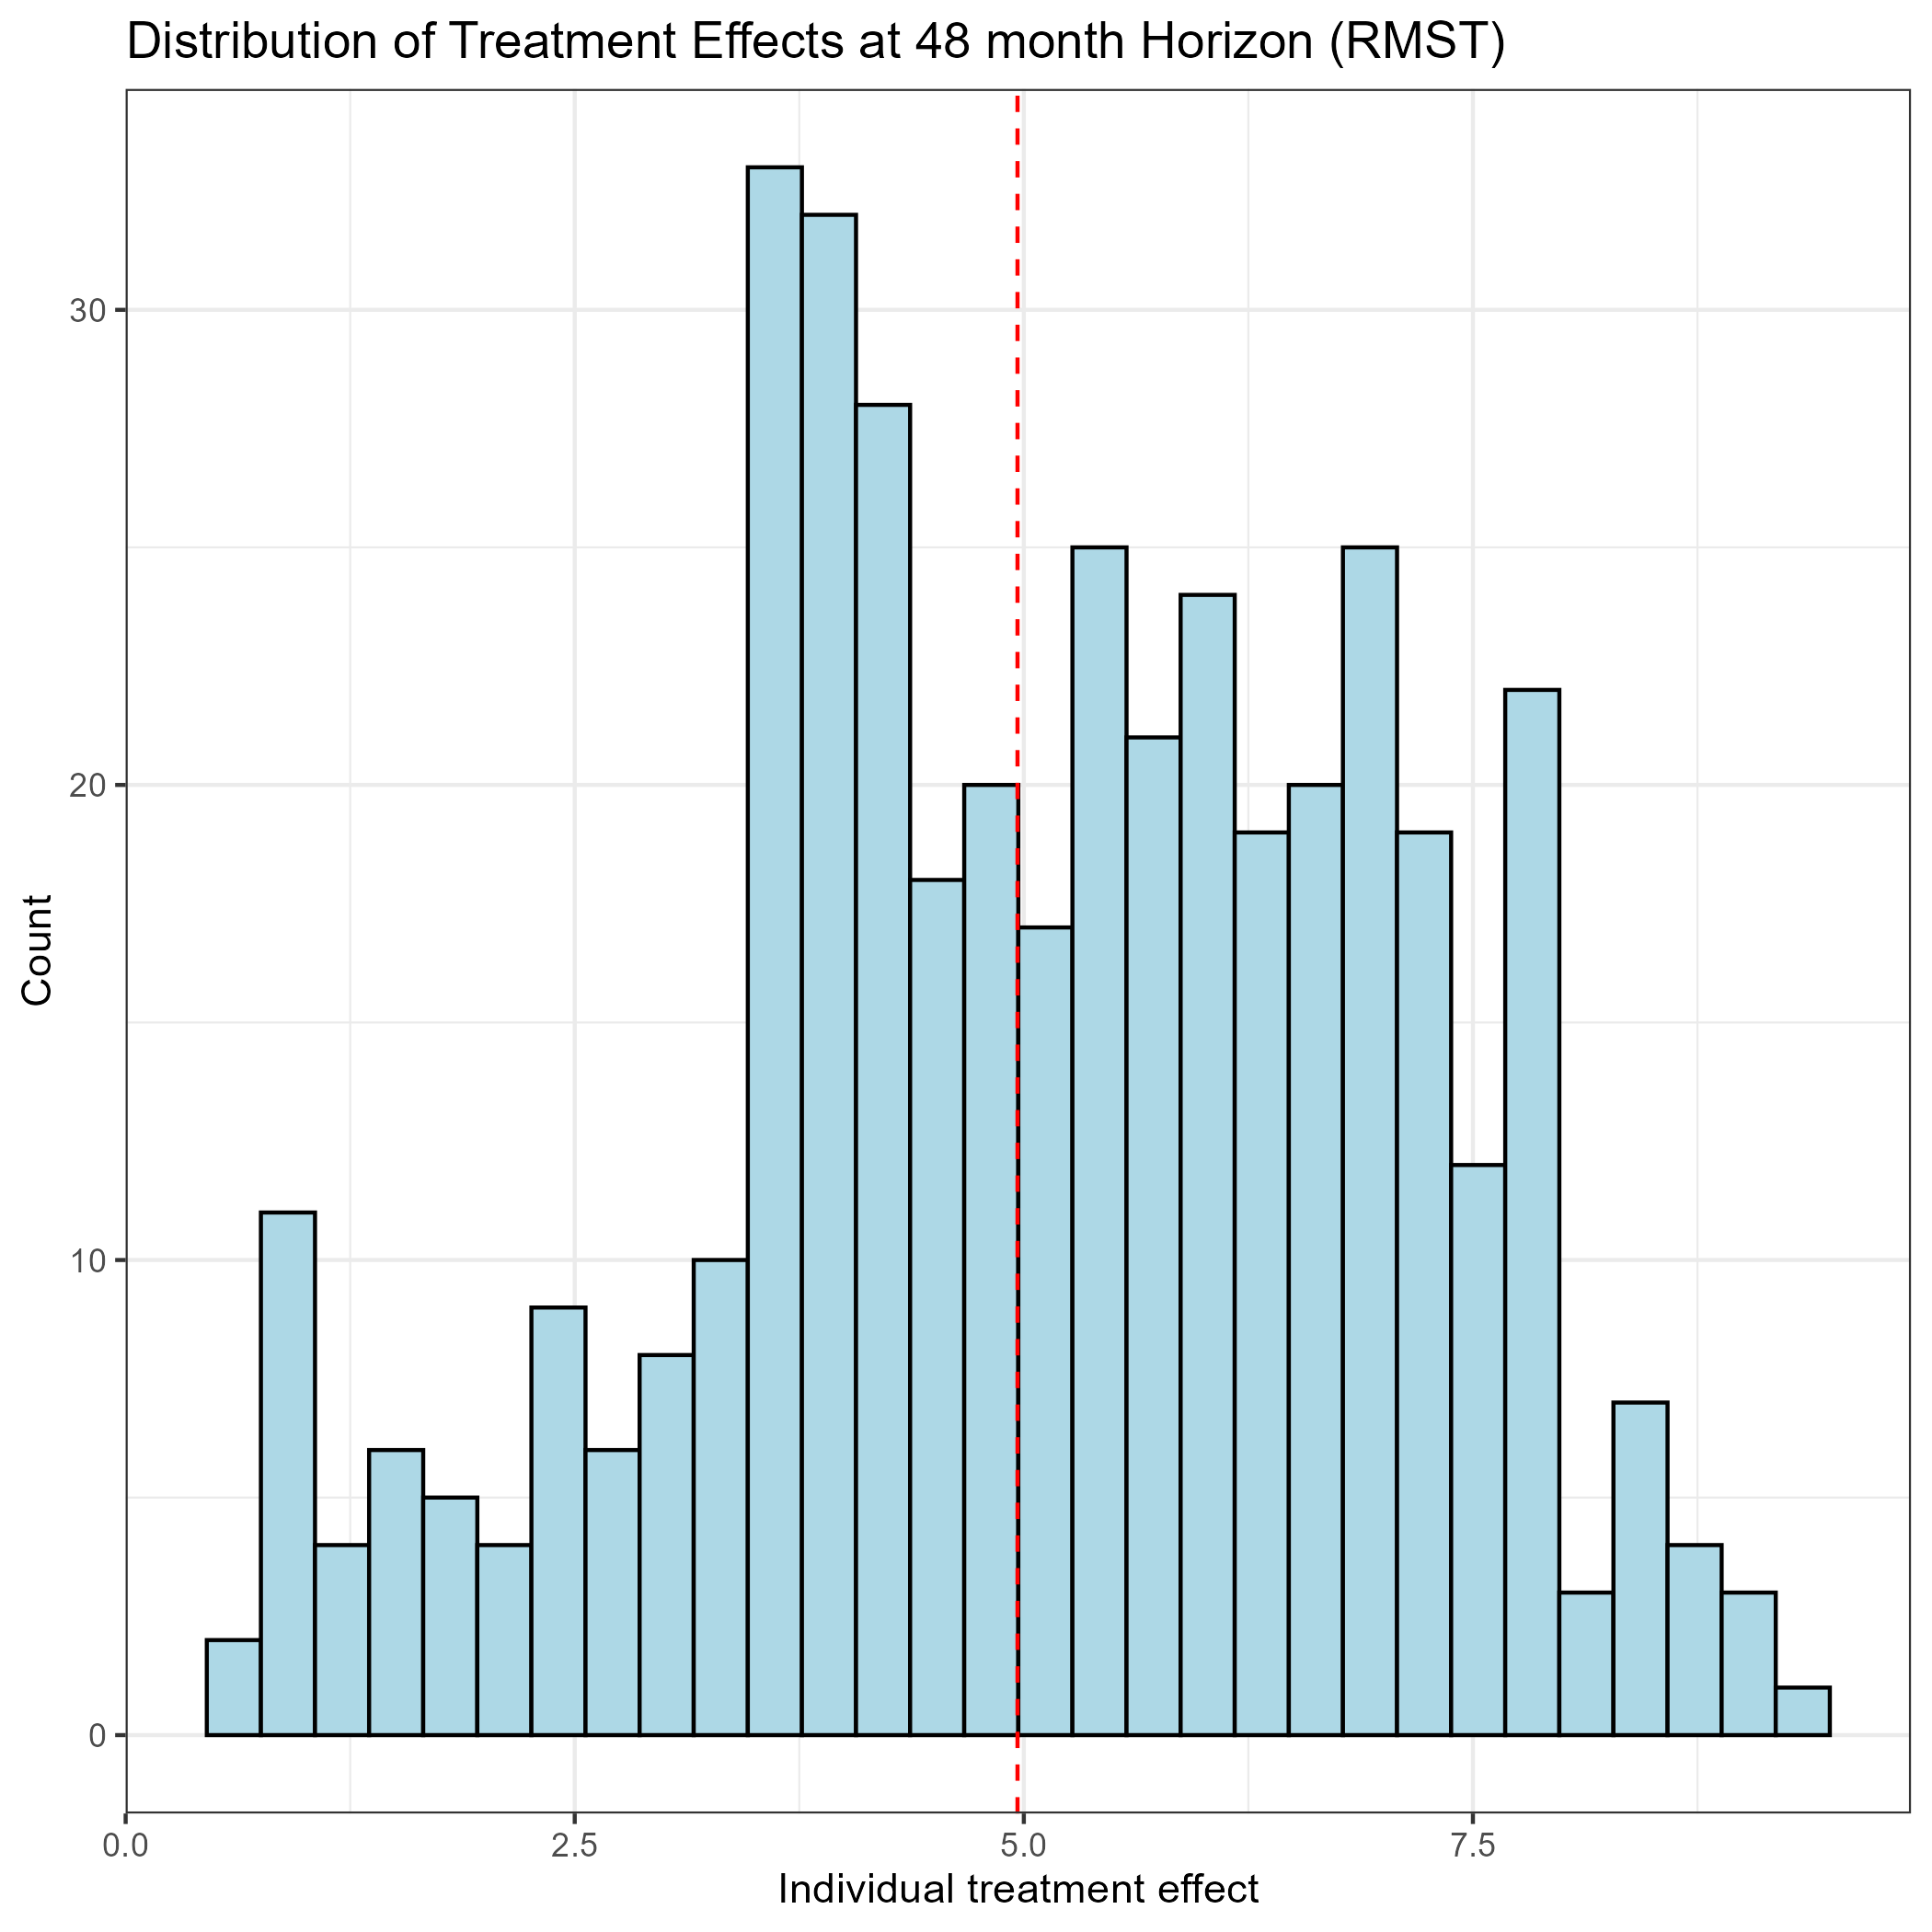 Distribution of Treatment Effects at 48 month Horizon (RMST)
30
20
10
0
Count
0.0 2.5 5.0 7.5
Individual treatment effect